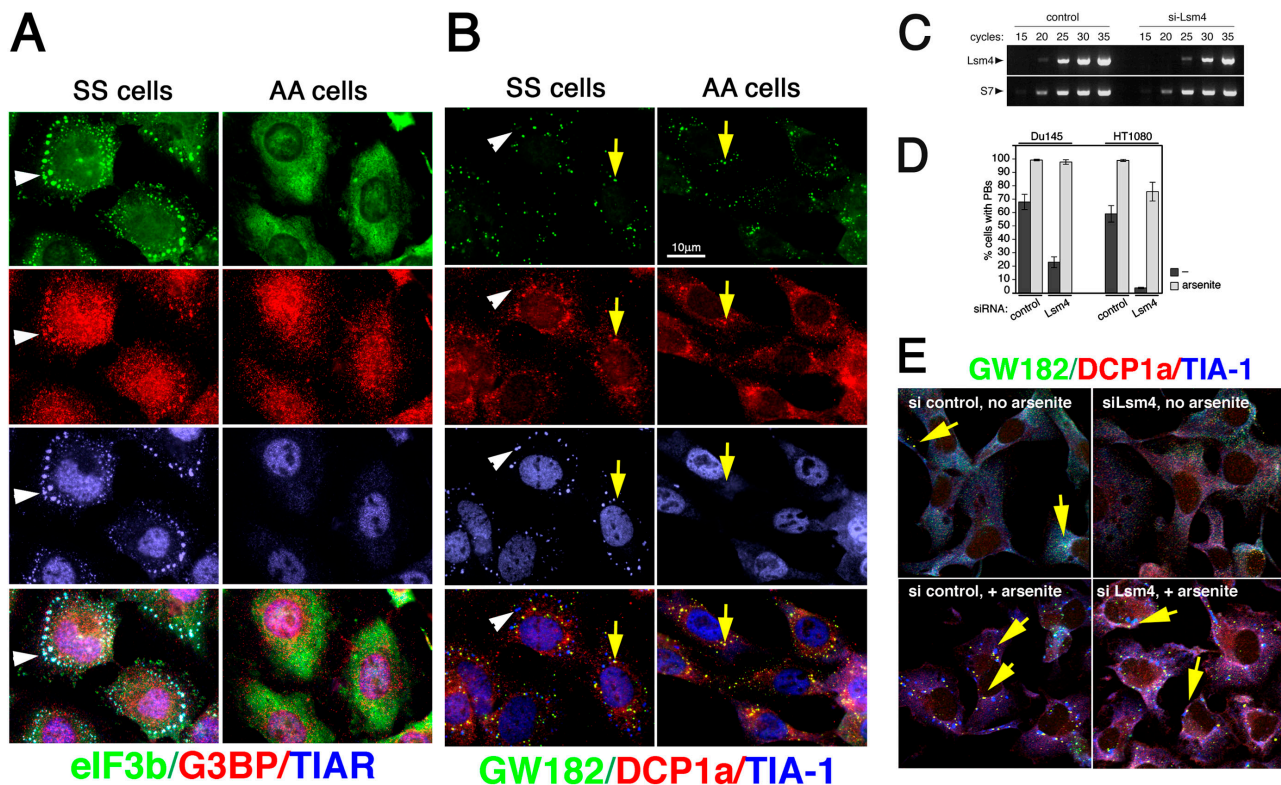 A
SS cells
AA cells
eIF3b/G3BP/TIAR
B
SS cells
AA cells
10µm
GW182/DCP1a/TIA-1
C
control
si-Lsm4
cycles: 15 20 25 30 35 15 20 25 30 35
Lsm4
S7
D
Du145
HT1080
% cells with PBs
100
90
80
70
60
50
40
30
20
10
0
–
arsenite
siRNA: control Lsm4 control Lsm4
E
GW182/DCP1a/TIA-1
si control, no arsenite
siLsm4, no arsenite
si control, + arsenite
si Lsm4, + arsenite